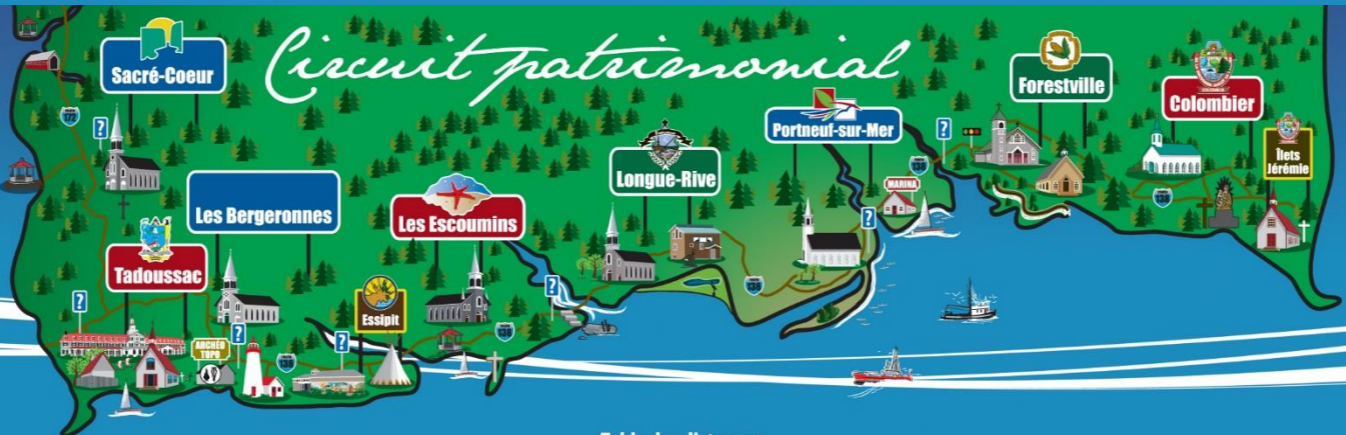 Circuit patrimonial
Sacré-Coeur
172
?
Les Bergeronnes
Tadoussac
?
ARCHÉO
TOPO
?
138
?
Essipit
Les Escoumins
138
?
Longue-Rive
138
Portneuf-sur-Mer
?
MARINA
138
?
Forestville
Colombier
138
Îlets
Jérémie